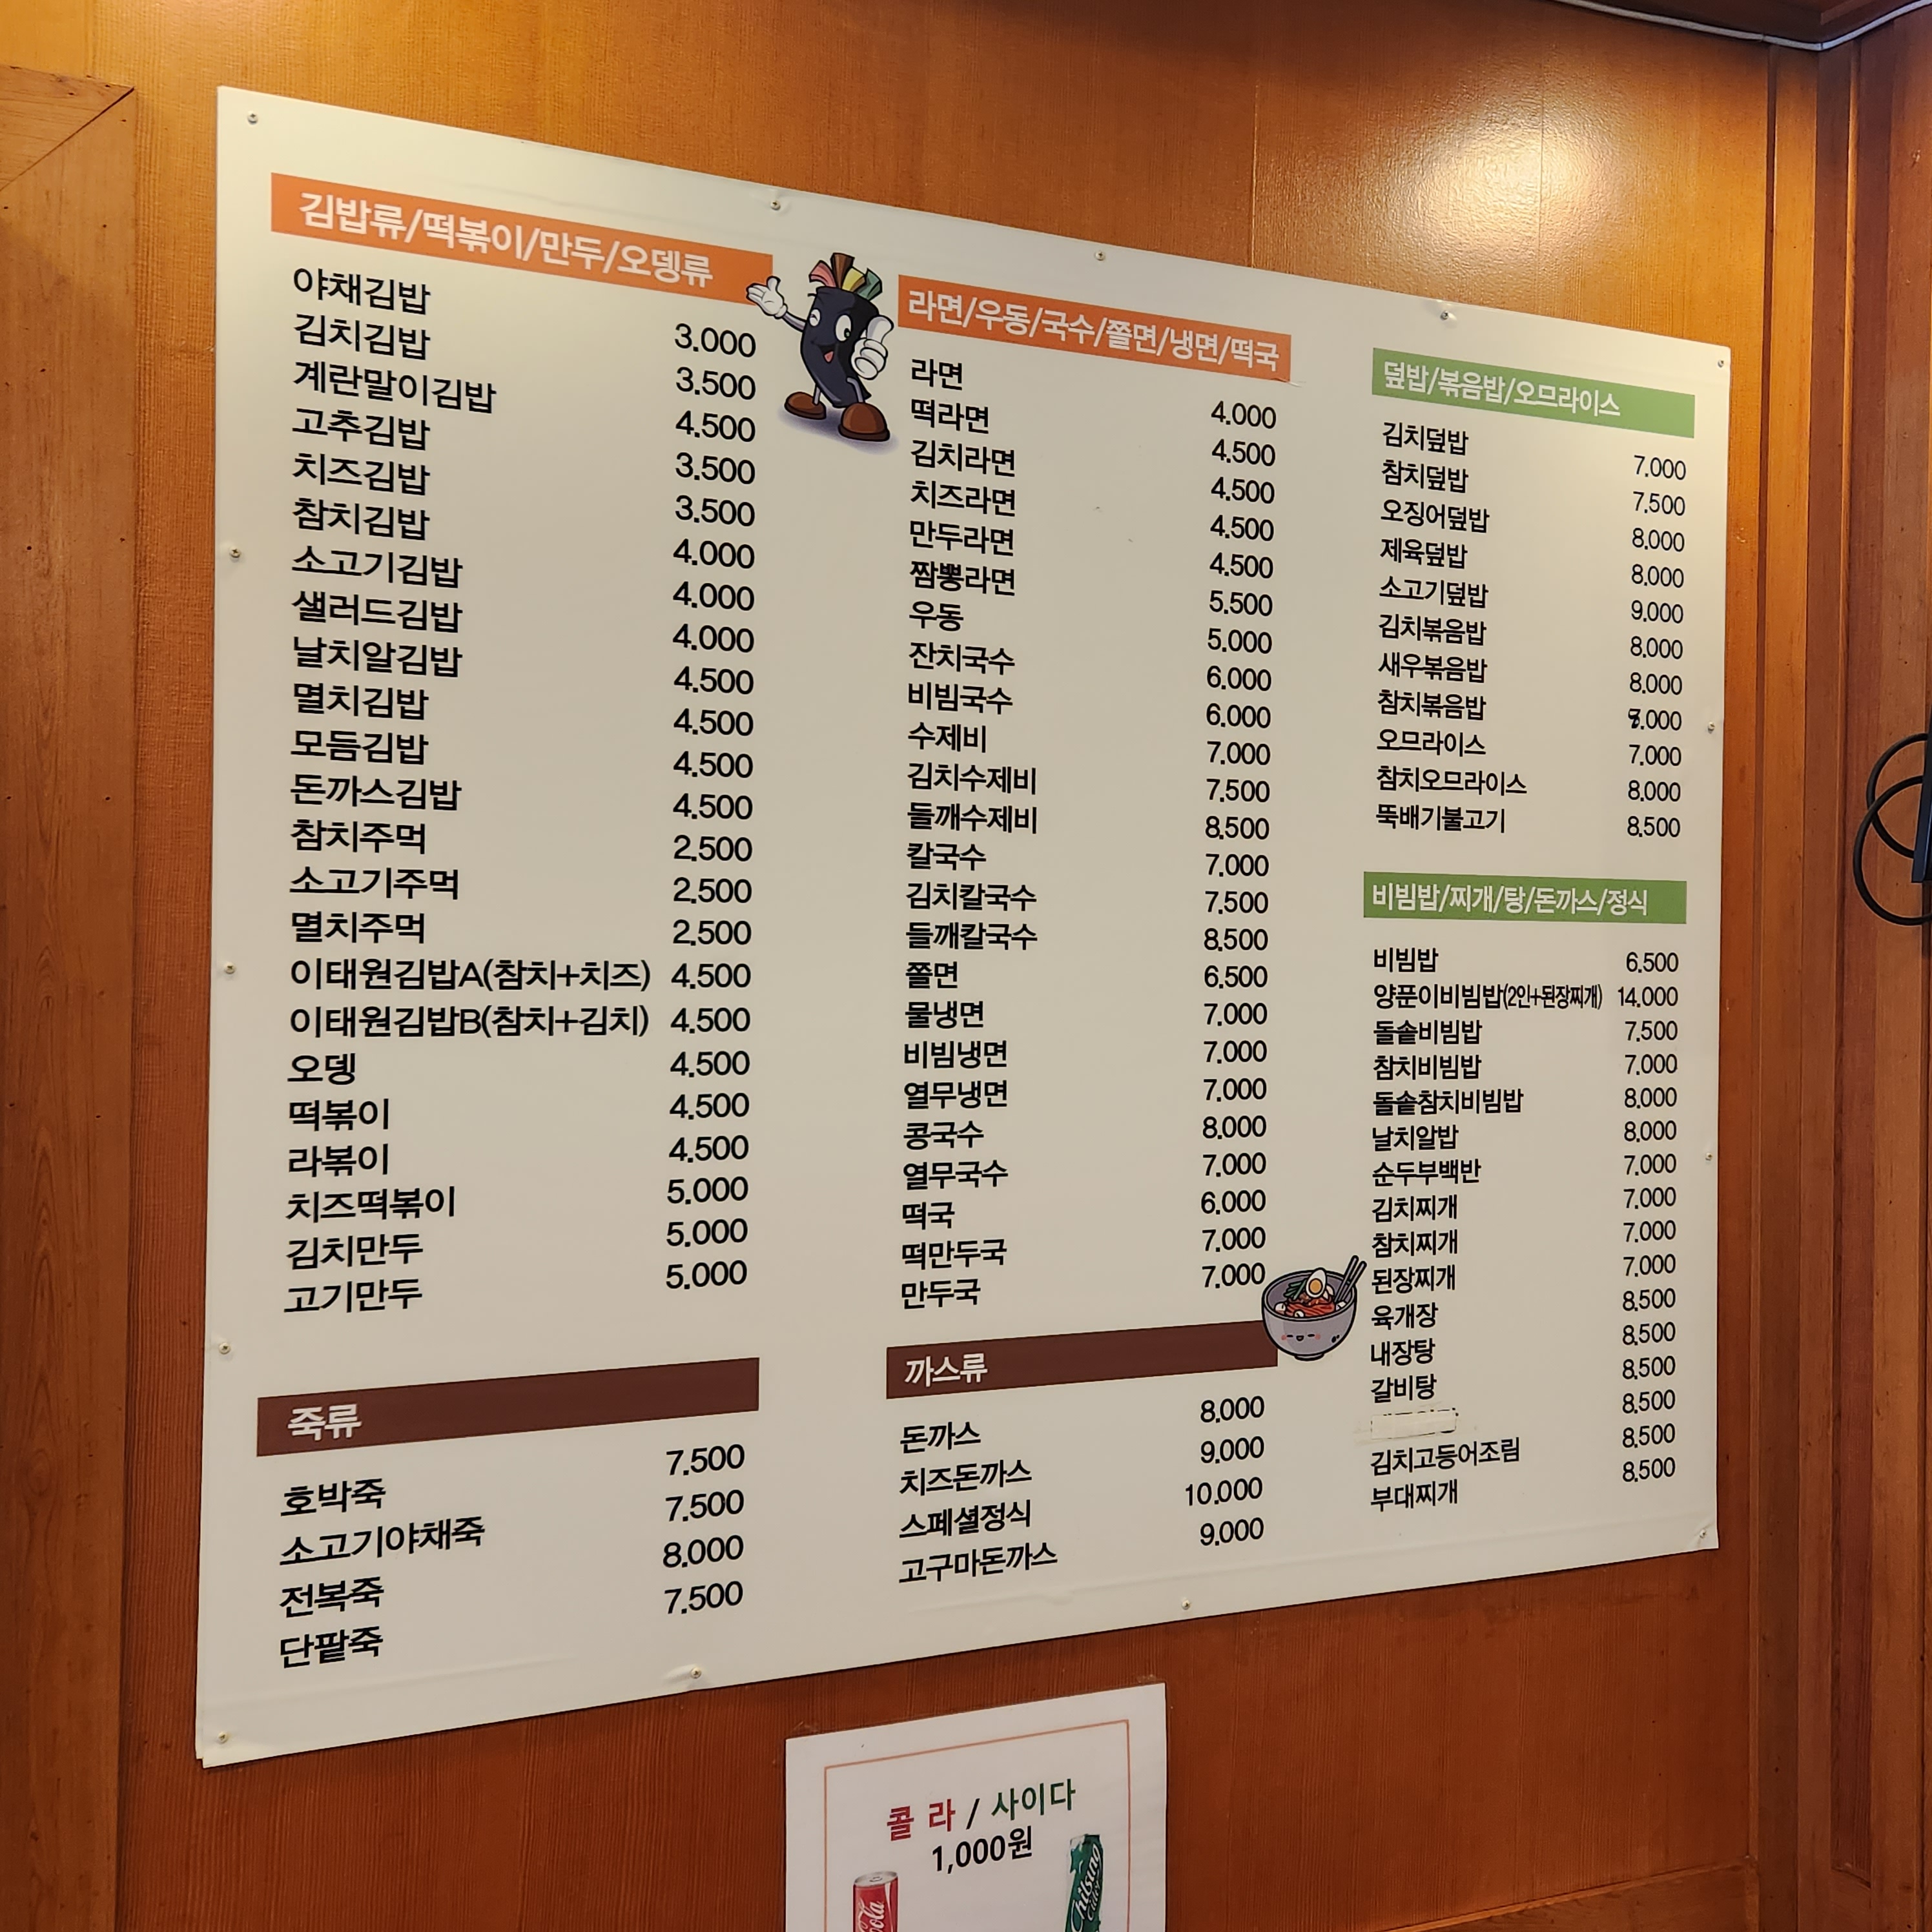 김밥류/떡볶이/만두/오뎅류
야채김밥 3.000
김치김밥 3.500
계란말이김밥 4.500
고추김밥 3.500
치즈김밥 3.500
참치김밥 4.000
소고기김밥 4.000
샐러드김밥 4.000
날치알김밥 4.500
멸치김밥 4.500
모듬김밥 4.500
돈까스김밥 4.500
참치주먹 2.500
소고기주먹 2.500
멸치주먹 2.500
이태원김밥A(참치+치즈) 4.500
이태원김밥B(참치+김치) 4.500
오뎅 4.500
떡볶이 4.500
라볶이 4.500
치즈떡볶이 5.000
김치만두 5.000
고기만두 5.000
죽류
호박죽 7.500
소고기야채죽 7.500
전복죽 8.000
단팥죽 7.500
라면/우동/국수/쫄면/냉면/떡국
라면 4.000
떡라면 4.500
김치라면 4.500
치즈라면 4.500
만두라면 4.500
짬뽕라면 5.500
우동 5.000
잔치국수 6.000
비빔국수 6.000
수제비 7.000
김치수제비 7.500
들깨수제비 8.500
칼국수 7.000
김치칼국수 7.500
들깨칼국수 8.500
쫄면 6.500
물냉면 7.000
비빔냉면 7.000
열무냉면 7.000
콩국수 8.000
열무국수 7.000
떡국 6.000
떡만두국 7.000
만두국 7.000
까스류
돈까스 8.000
치즈돈까스 9.000
스페셜정식 10.000
고구마돈까스 9.000
덮밥/볶음밥/오므라이스
김치덮밥 7.000
참치덮밥 7.500
오징어덮밥 8.000
제육덮밥 8.000
소고기덮밥 9.000
김치볶음밥 8.000
새우볶음밥 8.000
참치볶음밥
오므라이스 7.000
참치오므라이스 8.000
뚝배기불고기 8.500
비빔밥/찌개/탕/돈까스/정식
비빔밥 6.500
양푼이비빔밥(2인+된장찌개) 14.000
돌솥비빔밥 7.500
참치비빔밥 7.000
돌솥참치비빔밥 8.000
날치알밥 8.000
순두부백반 7.000
김치찌개 7.000
참치찌개 7.000
된장찌개 7.000
육개장 8.500
내장탕 8.500
갈비탕 8.500
8.500
김치고등어조림 8.500
부대찌개 8.500
콜 라 / 사이다
1,000원